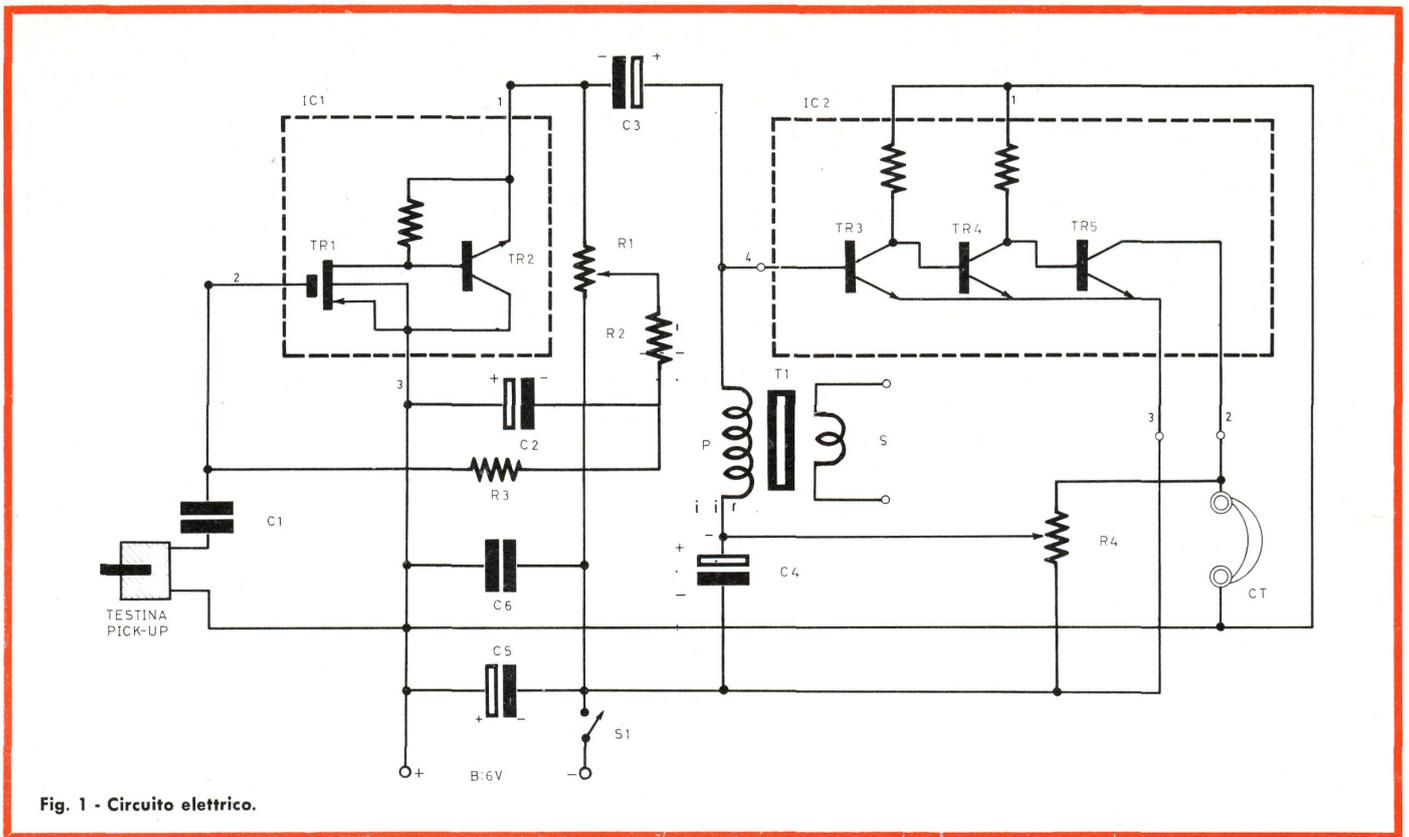 - +
C3
IC1
1
IC2
1
TR1
TR2
2
R1
R2
TR3
TR4
TR5
4
3
+ -
C2
R3
T1
P
S
3
2
C1
TESTINA
PICK-UP
C6
+
-
C4
R4
CT
C5
+ -
S1
+
B:6V
-
Fig. 1 - Circuito elettrico.